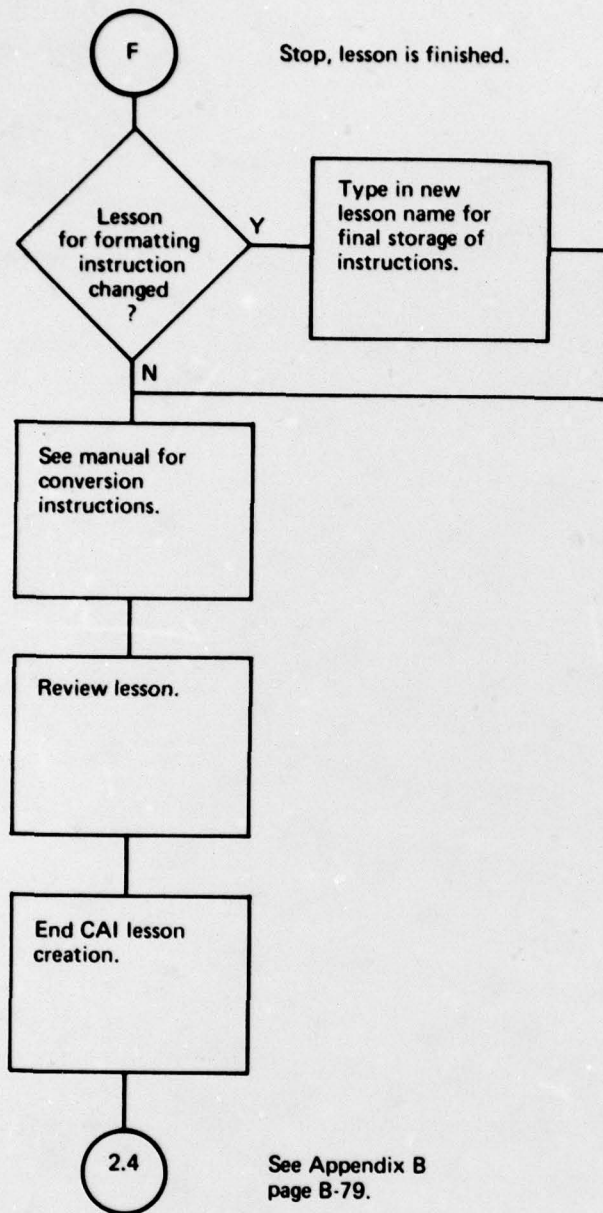 F
Stop, lesson is finished.
Lesson
for formatting
instruction
changed
?
Y
Type in new
lesson name for
final storage of
instructions.
N
See manual for
conversion
instructions.
Review lesson.
End CAI lesson
creation.
2.4
See Appendix B
page B-79.